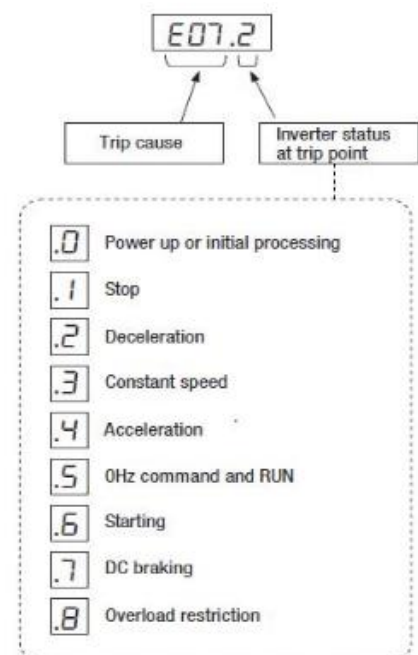 E07.2
Trip cause
Inverter status
at trip point
.0 Power up or initial processing
.1 Stop
.2 Deceleration
.3 Constant speed
.4 Acceleration
.5 0Hz command and RUN
.6 Starting
.7 DC braking
.8 Overload restriction